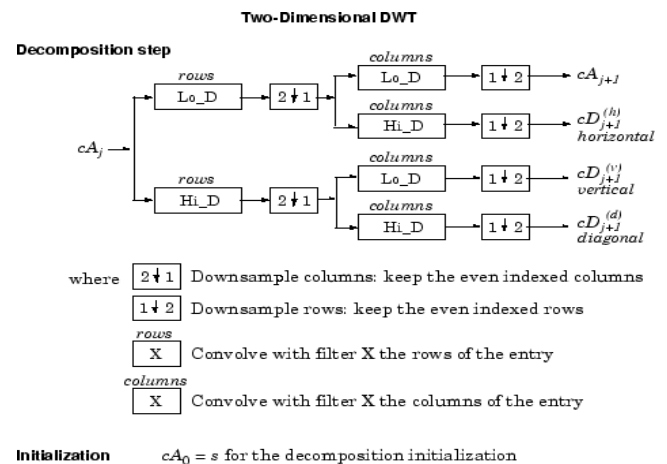 Two-Dimensional DWT
Decomposition step
rows
Lo_D
2 ↓ 1
columns
Lo_D
1 ↓ 2
cA_{j+1}
columns
Hi_D
1 ↓ 2
cD_{j+1}^{(h)}
horizontal
cA_j
rows
Hi_D
2 ↓ 1
columns
Lo_D
1 ↓ 2
cD_{j+1}^{(v)}
vertical
columns
Hi_D
1 ↓ 2
cD_{j+1}^{(d)}
diagonal
where 2 ↓ 1 Downsample columns: keep the even indexed columns
1 ↓ 2 Downsample rows: keep the even indexed rows
rows
X Convolve with filter X the rows of the entry
columns
X Convolve with filter X the columns of the entry
Initialization cA_0 = s for the decomposition initialization